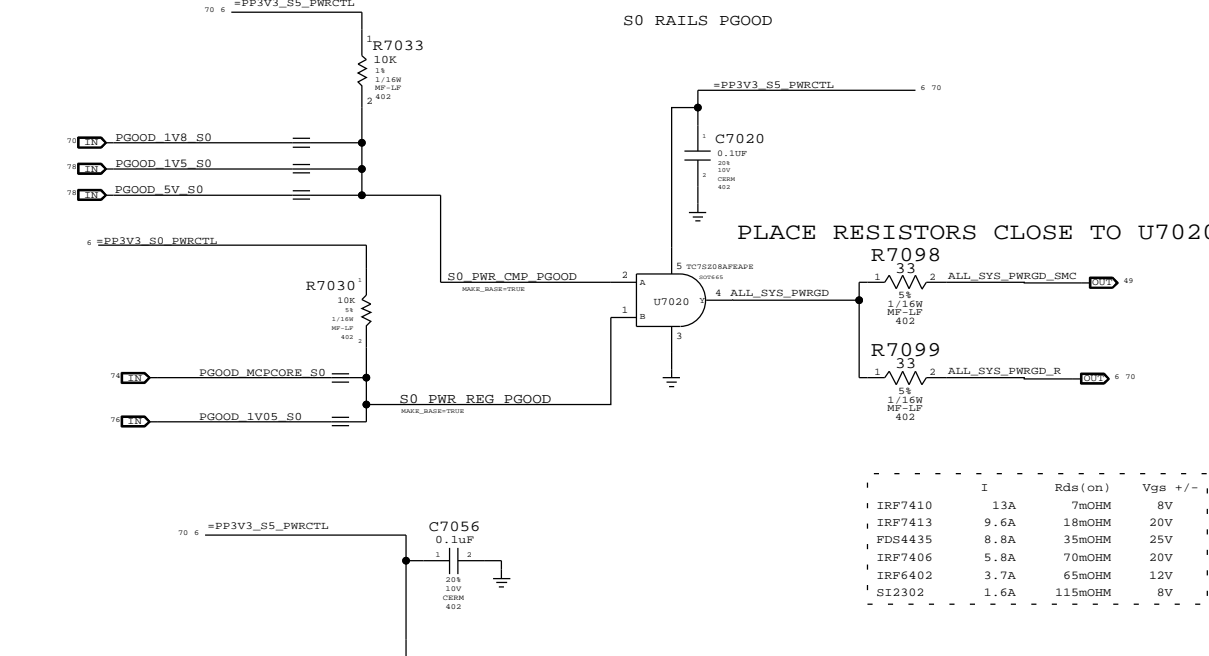 70 6 =PP3V3_S5_PWRCTL
S0 RAILS PGOOD
1 R7033
10K
1%
1/16W
MF-LF
402
2
=PP3V3_S5_PWRCTL 6 70
70 IN PGOOD_1V8_S0
78 IN PGOOD_1V5_S0
78 IN PGOOD_5V_S0
1 C7020
0.1UF
20%
10V
CERM
402
2
PLACE RESISTORS CLOSE TO U7020
6 =PP3V3_S0_PWRCTL
S0_PWR_CMP_PGOOD
MAKE_BASE=TRUE
R7030 1
10K
5%
1/16W
MF-LF
402 2
5 TC7SZ08AFEAPE
SOT665
2 A
U7020
Y 4 ALL_SYS_PWRGD
1 B
3
R7098
33
1 2 ALL_SYS_PWRGD_SMC OUT 49
5%
1/16W
MF-LF
402
R7099
33
1 2 ALL_SYS_PWRGD_R OUT 6 70
5%
1/16W
MF-LF
402
74 IN PGOOD_MCPCORE_S0
S0_PWR_REG_PGOOD
MAKE_BASE=TRUE
76 IN PGOOD_1V05_S0
I Rds(on) Vgs +/-
IRF7410 13A 7mOHM 8V
IRF7413 9.6A 18mOHM 20V
FDS4435 8.8A 35mOHM 25V
IRF7406 5.8A 70mOHM 20V
IRF6402 3.7A 65mOHM 12V
SI2302 1.6A 115mOHM 8V
70 6 =PP3V3_S5_PWRCTL
C7056
0.1uF
1 2
20%
10V
CERM
402